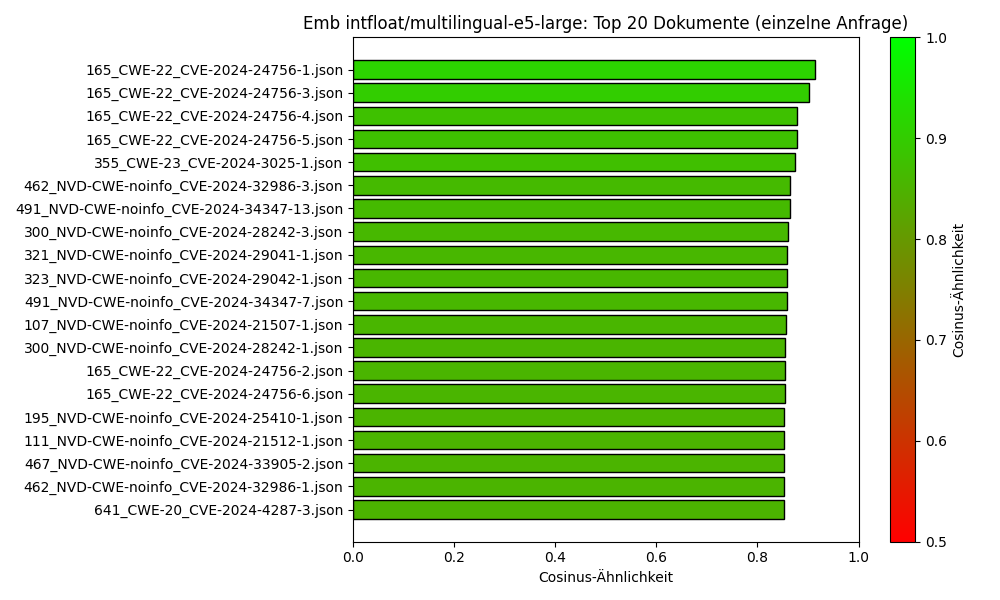 Emb intfloat/multilingual-e5-large: Top 20 Dokumente (einzelne Anfrage)
165_CWE-22_CVE-2024-24756-1.json
165_CWE-22_CVE-2024-24756-3.json
165_CWE-22_CVE-2024-24756-4.json
165_CWE-22_CVE-2024-24756-5.json
355_CWE-23_CVE-2024-3025-1.json
462_NVD-CWE-noinfo_CVE-2024-32986-3.json
491_NVD-CWE-noinfo_CVE-2024-34347-13.json
300_NVD-CWE-noinfo_CVE-2024-28242-3.json
321_NVD-CWE-noinfo_CVE-2024-29041-1.json
323_NVD-CWE-noinfo_CVE-2024-29042-1.json
491_NVD-CWE-noinfo_CVE-2024-34347-7.json
107_NVD-CWE-noinfo_CVE-2024-21507-1.json
300_NVD-CWE-noinfo_CVE-2024-28242-1.json
165_CWE-22_CVE-2024-24756-2.json
165_CWE-22_CVE-2024-24756-6.json
195_NVD-CWE-noinfo_CVE-2024-25410-1.json
111_NVD-CWE-noinfo_CVE-2024-21512-1.json
467_NVD-CWE-noinfo_CVE-2024-33905-2.json
462_NVD-CWE-noinfo_CVE-2024-32986-1.json
641_CWE-20_CVE-2024-4287-3.json
0.0 0.2 0.4 0.6 0.8 1.0
Cosinus-Ähnlichkeit
1.0
0.9
0.8
0.7
0.6
0.5
Cosinus-Ähnlichkeit